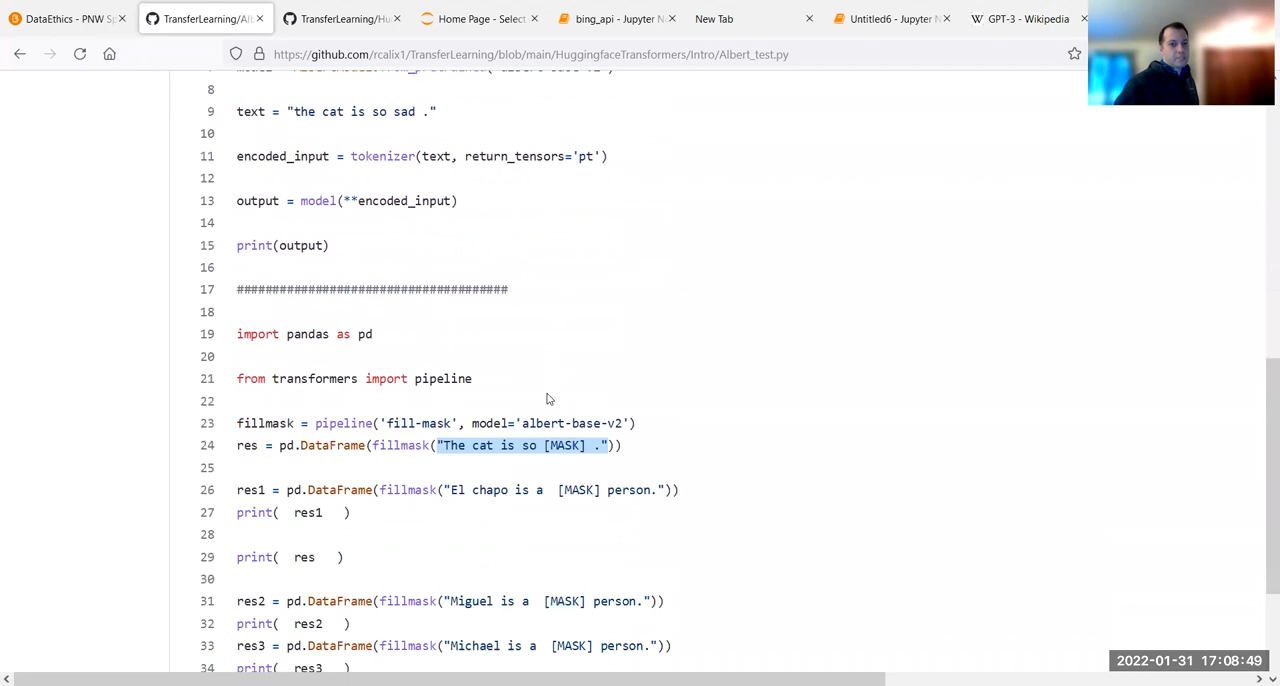 DataEthics - PNW S
TransferLearning/Al
TransferLearning/Hu
Home Page - Select
bing_api - Jupyter N
New Tab
Untitled6 - Jupyter N
GPT-3 - Wikipedia
https://github.com/rcalix1/TransferLearning/blob/main/HuggingfaceTransformers/Intro/Albert_test.py
8
9 text = "the cat is so sad ."
10
11 encoded_input = tokenizer(text, return_tensors='pt')
12
13 output = model(**encoded_input)
14
15 print(output)
16
17 ######################################
18
19 import pandas as pd
20
21 from transformers import pipeline
22
23 fillmask = pipeline('fill-mask', model='albert-base-v2')
24 res = pd.DataFrame(fillmask("The cat is so [MASK] ."))
25
26 res1 = pd.DataFrame(fillmask("El chapo is a  [MASK] person."))
27 print(  res1   )
28
29 print(  res   )
30
31 res2 = pd.DataFrame(fillmask("Miguel is a  [MASK] person."))
32 print(  res2   )
33 res3 = pd.DataFrame(fillmask("Michael is a  [MASK] person."))
34 print(  res3   )
2022-01-31 17:08:49